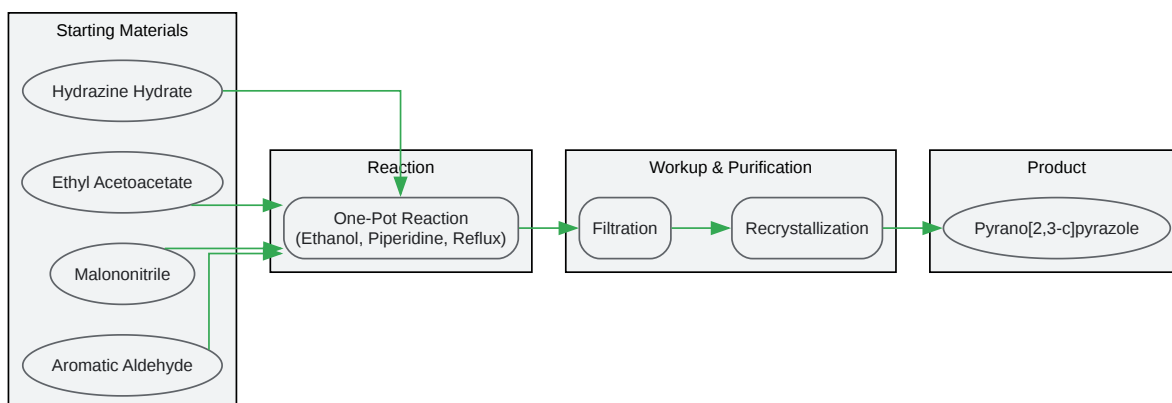 Starting Materials
Hydrazine Hydrate
Ethyl Acetoacetate
Malononitrile
Aromatic Aldehyde
Reaction
One-Pot Reaction
(Ethanol, Piperidine, Reflux)
Workup & Purification
Filtration
Recrystallization
Product
Pyrano[2,3-c]pyrazole